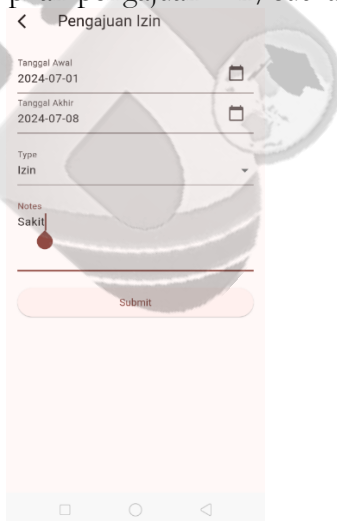 Pengajuan Izin
Tanggal Awal
2024-07-01
Tanggal Akhir
2024-07-08
Type
Izin
Notes
Sakit
Submit